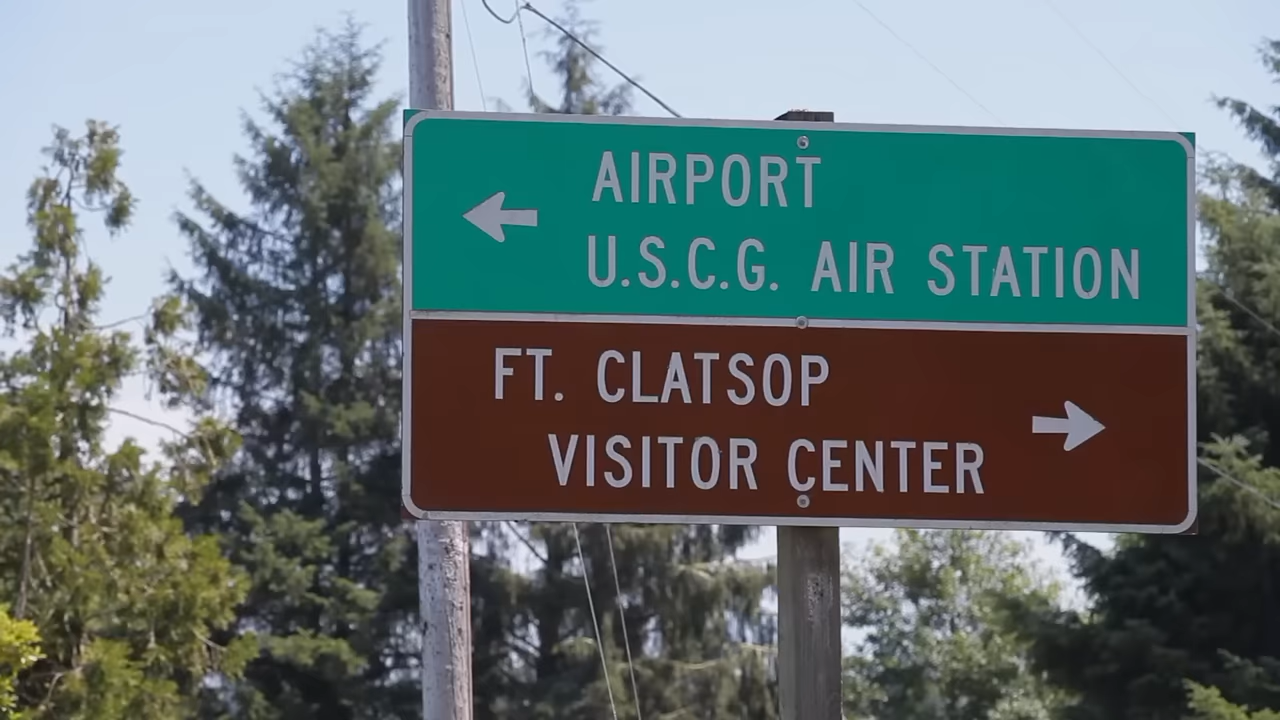 AIRPORT
U.S.C.G. AIR STATION
FT. CLATSOP
VISITOR CENTER